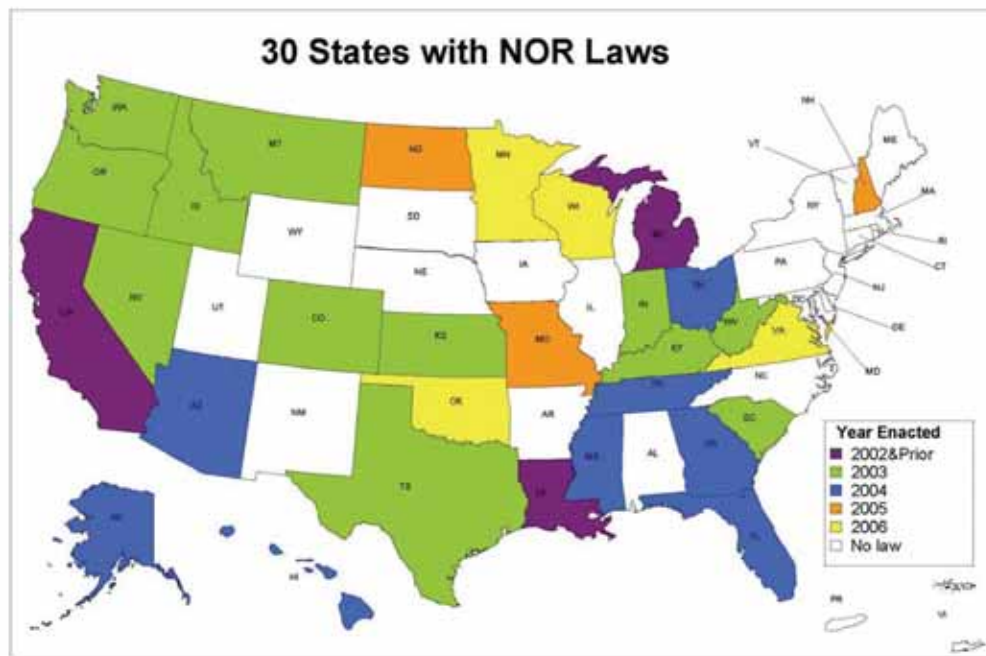 30 States with NOR Laws
WA
MT
ND
MN
OR
ID
WY
SD
WI
MI
NH
VT
ME
NY
MA
RI
CT
NJ
DE
MD
PA
NV
UT
CO
NE
KS
IA
IL
IN
OH
WV
VA
KY
MO
CA
AZ
NM
OK
AR
TN
NC
SC
MS
AL
LA
FL
AK
HI
PR
VI
DC
Year Enacted
2002&Prior
2003
2004
2005
2006
No law